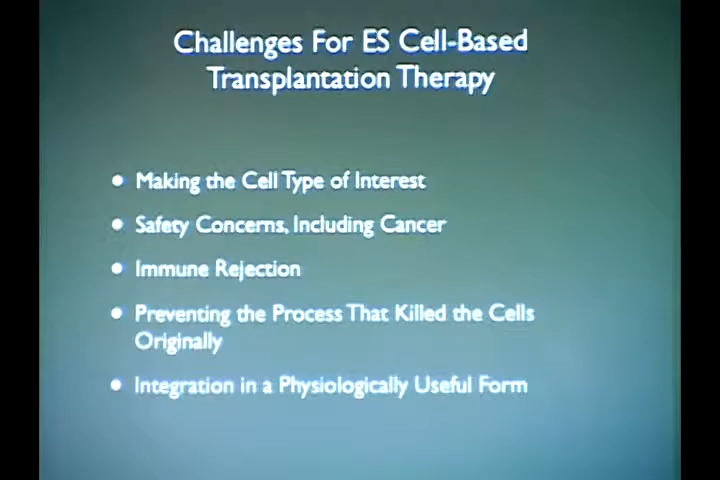 Challenges For ES Cell-Based
Transplantation Therapy
• Making the Cell Type of Interest
• Safety Concerns, Including Cancer
• Immune Rejection
• Preventing the Process That Killed the Cells
Originally
• Integration in a Physiologically Useful Form